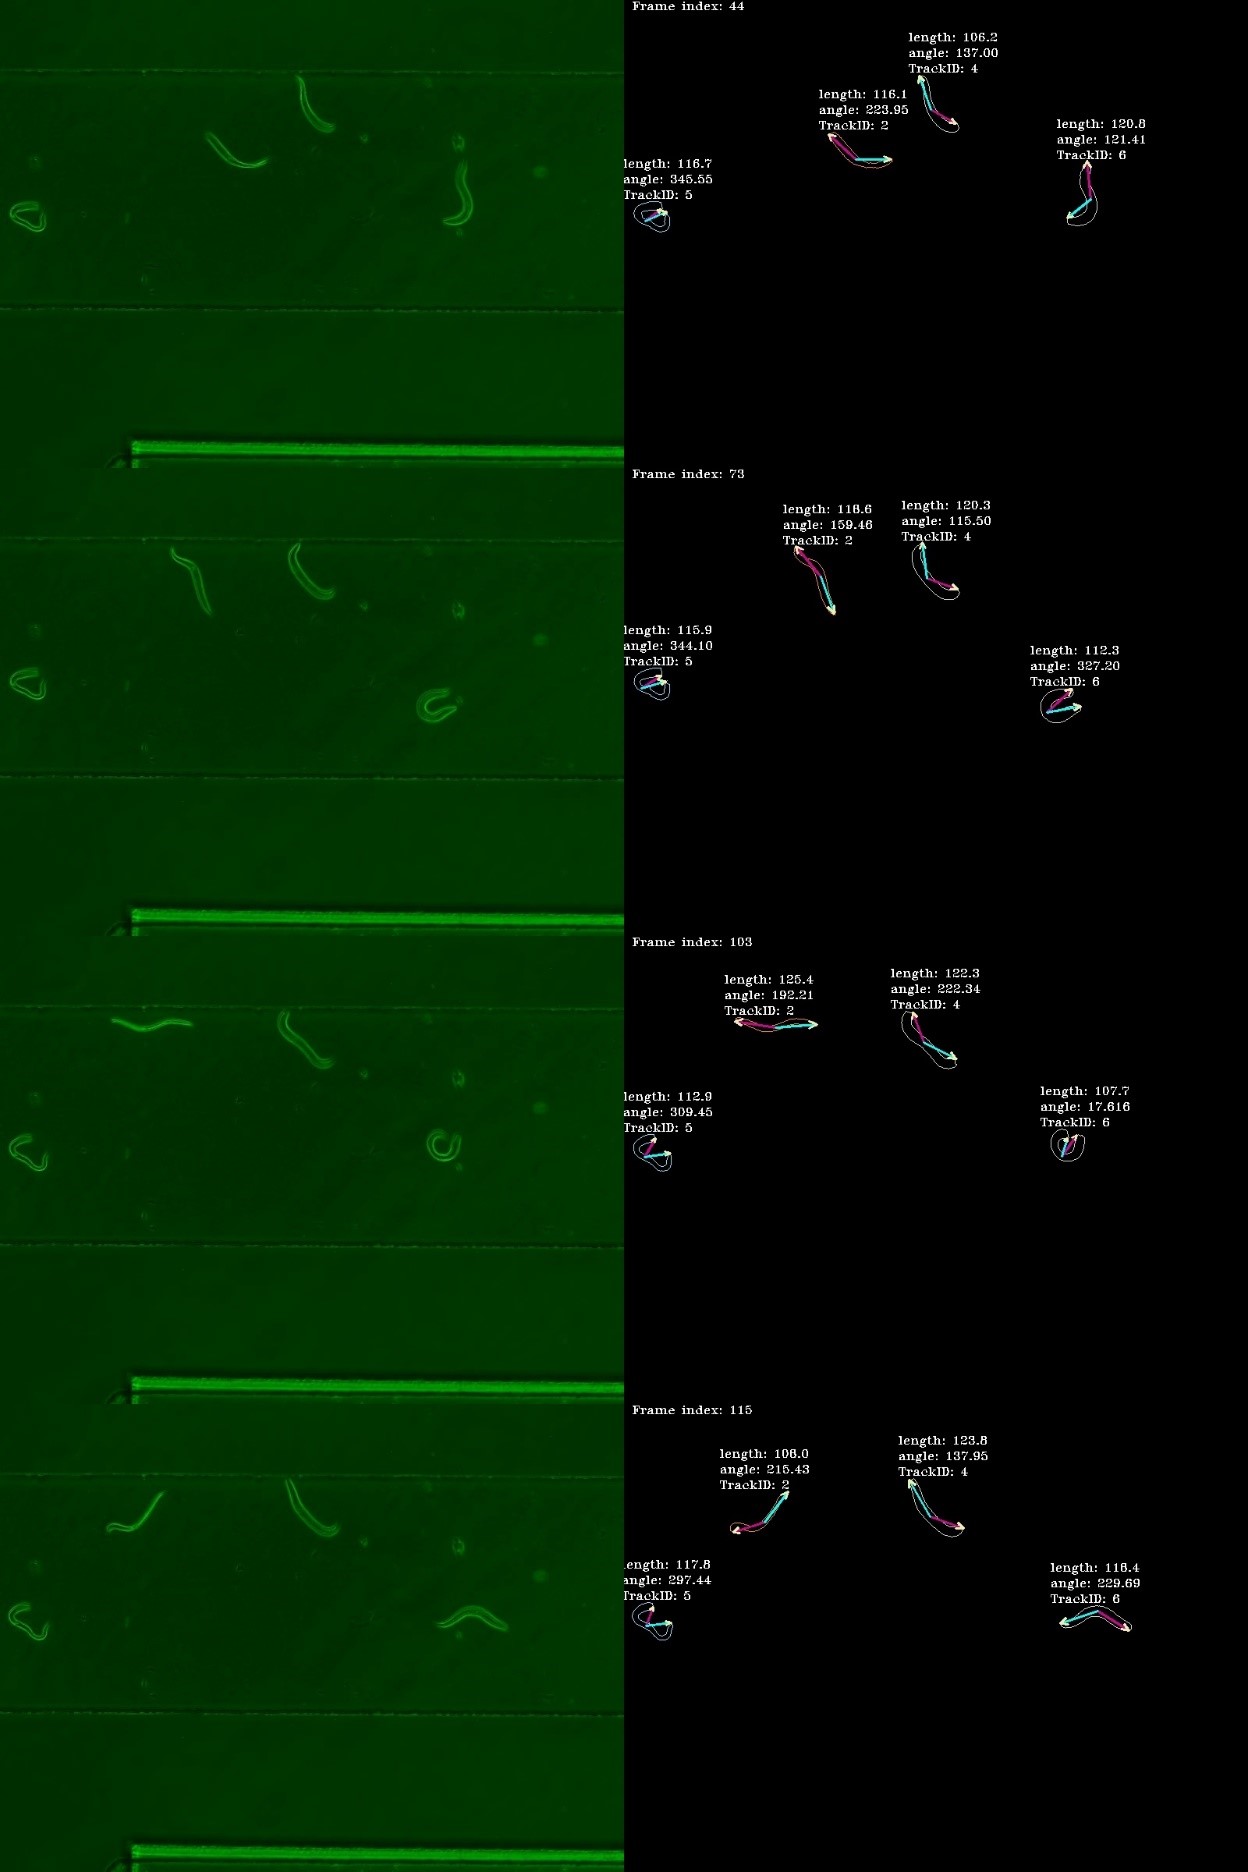 Frame index: 44
length: 106.2
angle: 137.00
TrackID: 4
length: 116.1
angle: 223.95
TrackID: 2
length: 120.8
angle: 121.41
TrackID: 6
length: 116.7
angle: 345.55
TrackID: 5
Frame index: 73
length: 116.6
angle: 159.46
TrackID: 2
length: 120.3
angle: 115.50
TrackID: 4
length: 115.9
angle: 344.10
TrackID: 5
length: 112.3
angle: 327.20
TrackID: 6
Frame index: 103
length: 125.4
angle: 192.21
TrackID: 2
length: 122.3
angle: 222.34
TrackID: 4
length: 112.9
angle: 309.45
TrackID: 5
length: 107.7
angle: 17.616
TrackID: 6
Frame index: 115
length: 106.0
angle: 215.43
TrackID: 2
length: 123.8
angle: 137.95
TrackID: 4
length: 117.8
angle: 297.44
TrackID: 5
length: 116.4
angle: 229.69
TrackID: 6